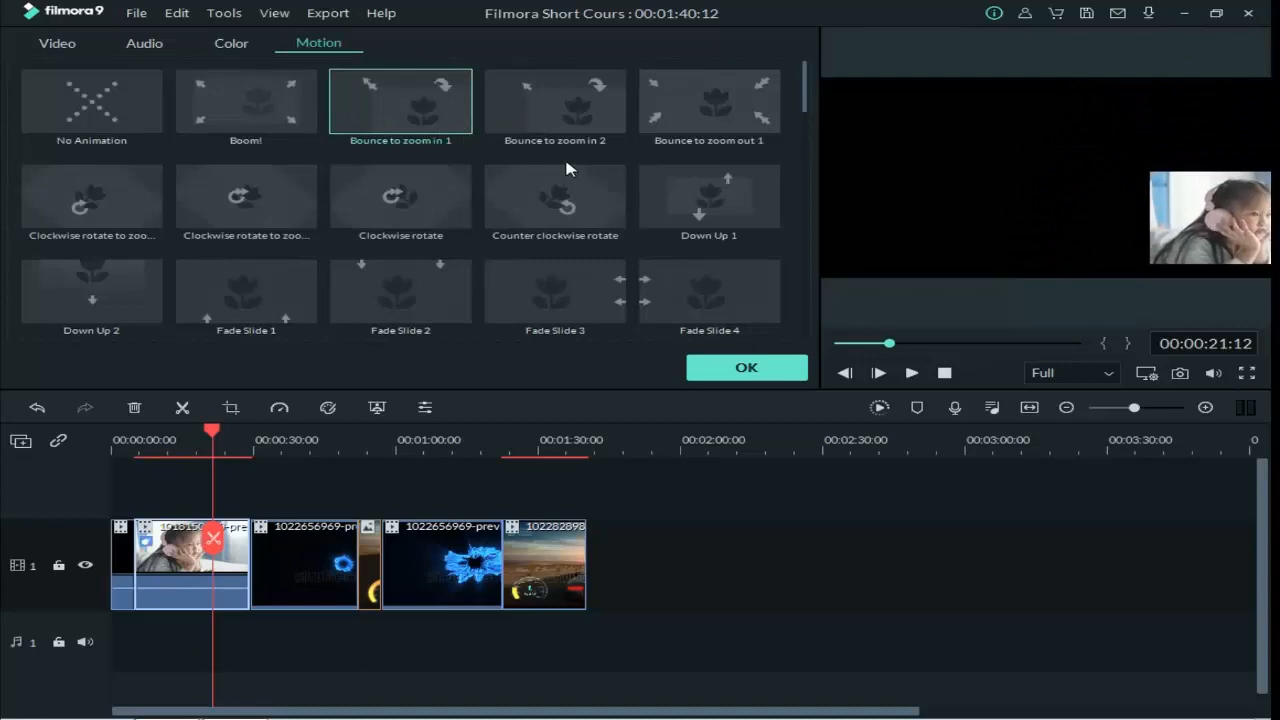 filmora9 File Edit Tools View Export Help Filmora Short Cours : 00:01:40:12
Video Audio Color Motion
No Animation Boom! Bounce to zoom in 1 Bounce to zoom in 2 Bounce to zoom out 1
Clockwise rotate to zoo... Clockwise rotate to zoo... Clockwise rotate Counter clockwise rotate Down Up 1
Down Up 2 Fade Slide 1 Fade Slide 2 Fade Slide 3 Fade Slide 4
{ } 00:00:21:12
OK
Full
00:00:00:00 00:00:30:00 00:01:00:00 00:01:30:00 00:02:00:00 00:02:30:00 00:03:00:00 00:03:30:00 0
1022656969-pr 1022656969-prev 102282898
1
1